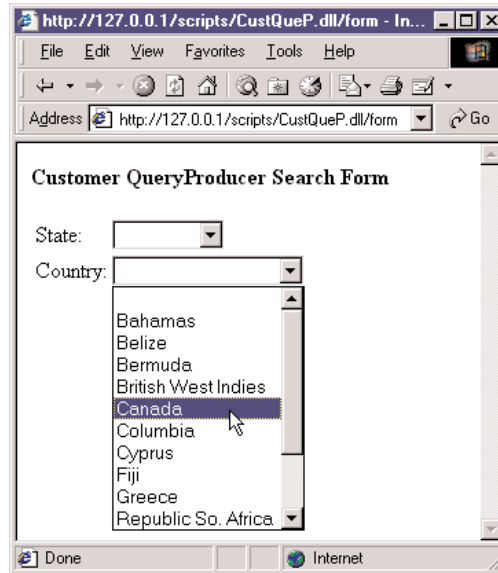 http://127.0.0.1/scripts/CustQueP.dll/form - In...
File Edit View Favorites Tools Help
Address http://127.0.0.1/scripts/CustQueP.dll/form Go
Customer QueryProducer Search Form
State:
Country:
Bahamas
Belize
Bermuda
British West Indies
Canada
Columbia
Cyprus
Fiji
Greece
Republic So. Africa
Done Internet